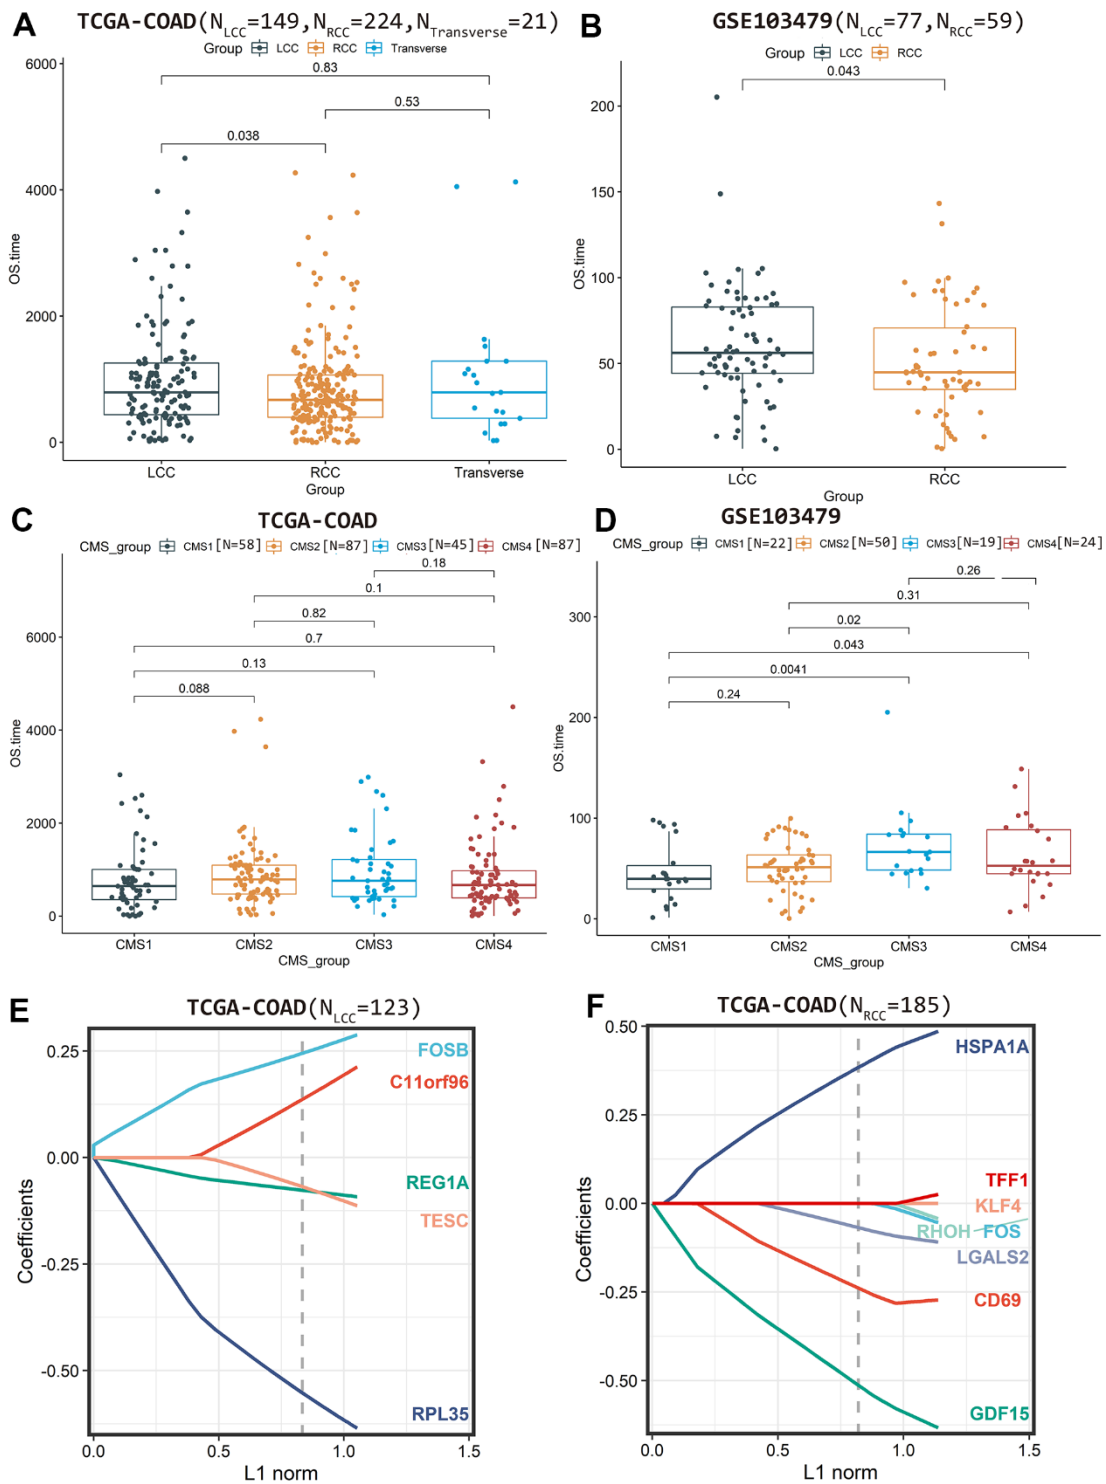 A TCGA-COAD(N_LCC=149,N_RCC=224,N_Transverse=21)
Group LCC RCC Transverse
6000
4000
2000
0
OS.time
0.83
0.53
0.038
LCC RCC Transverse
Group
B GSE103479(N_LCC=77,N_RCC=59)
Group LCC RCC
200
150
100
50
0
OS.time
0.043
LCC RCC
Group
C TCGA-COAD
CMS_group CMS1[N=58] CMS2[N=87] CMS3[N=45] CMS4[N=87]
6000
4000
2000
0
OS.time
0.18
0.1
0.82
0.7
0.13
0.088
CMS1 CMS2 CMS3 CMS4
CMS_group
D GSE103479
CMS_group CMS1[N=22] CMS2[N=50] CMS3[N=19] CMS4[N=24]
300
200
100
0
OS.time
0.26
0.31
0.02
0.043
0.0041
0.24
CMS1 CMS2 CMS3 CMS4
CMS_group
E TCGA-COAD(N_LCC=123)
0.25
0.00
-0.25
-0.50
Coefficients
FOSB
C11orf96
REG1A
TESC
RPL35
0.0 0.5 1.0 1.5
L1 norm
F TCGA-COAD(N_RCC=185)
0.50
0.25
0.00
-0.25
-0.50
Coefficients
HSPA1A
TFF1
KLF4
RHOH FOS
LGALS2
CD69
GDF15
0.0 0.5 1.0 1.5
L1 norm